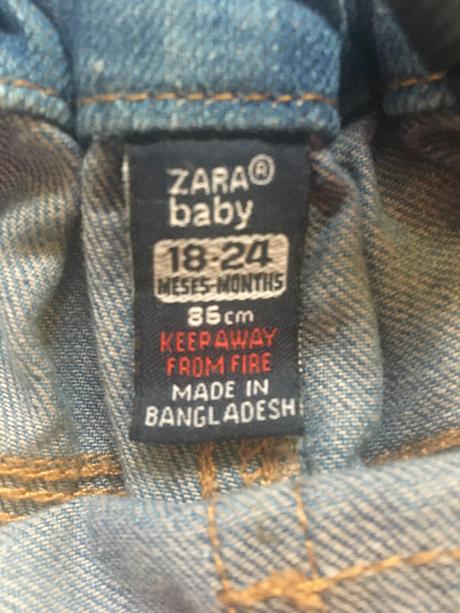 ZARA®
baby
18-24
MESES-MONTHS
86cm
KEEP AWAY
FROM FIRE
MADE IN
BANGLADESH